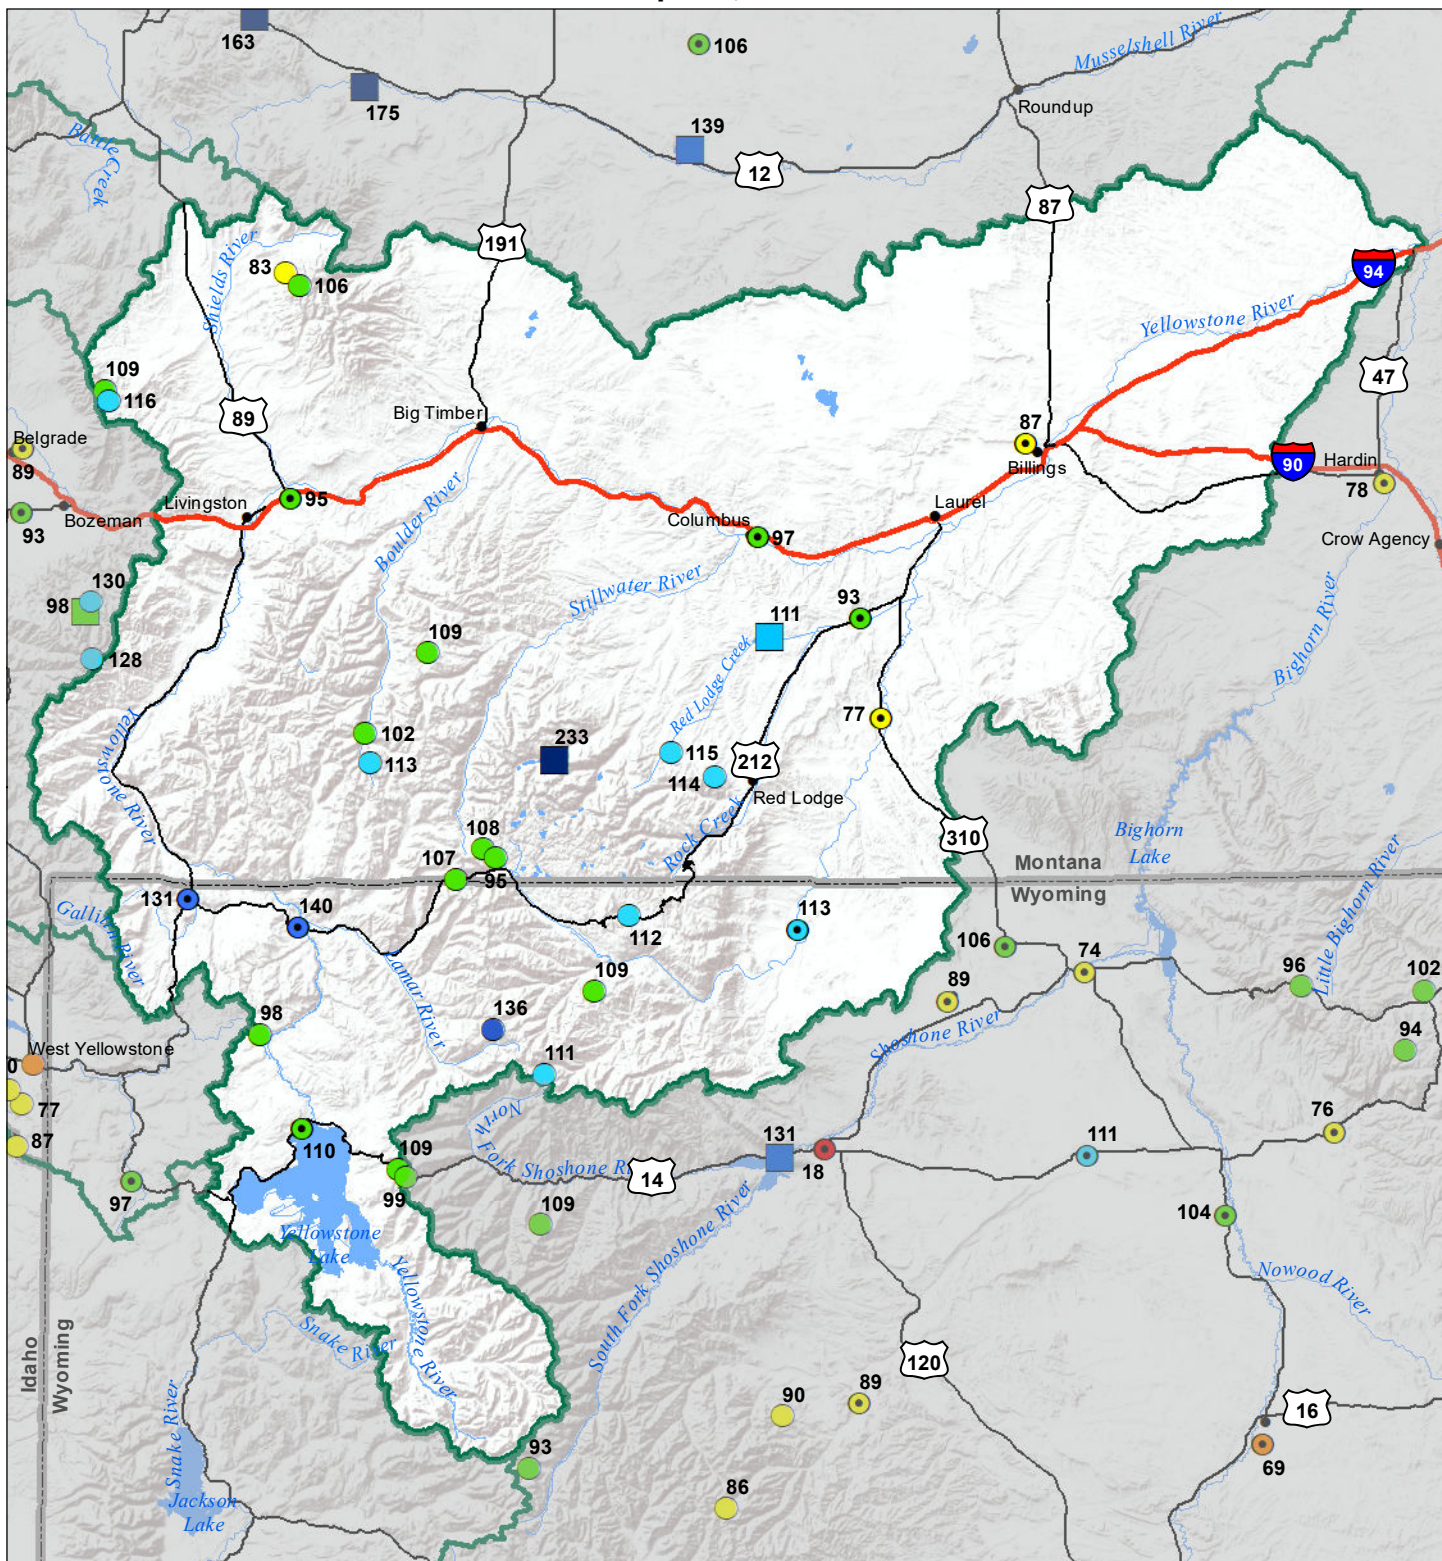 163
106
Musselshell River
175
Roundup
139
12
Battle
Creek
87
191
94
Shields River
83
106
Yellowstone River
109
116
47
89
Big Timber
87
Belgrade
89
Billings
90
Hardin
78
Livingston
95
Boulder River
Laurel
Bozeman
93
Columbus
97
Crow Agency
130
98
Stillwater River
93
111
128
109
Red Lodge Creek
Bighorn River
77
Yellowstone River
102
113
233
115
114
212
Red Lodge
Rock Creek
310
Bighorn
Lake
108
107
95
Montana
Wyoming
Little Bighorn River
131
Gallatin River
140
112
113
106
74
96
102
Lamar River
109
89
98
136
Shoshone River
94
West Yellowstone
0
111
77
North
Fork Shoshone R
76
87
110
109
131
18
111
99
14
97
109
104
Yellowstone
Lake
South Fork Shoshone River
Yellowstone River
Nowood River
Snake River
Idaho
Wyoming
120
90
89
16
Snake River
93
69
86
Jackson
Lake